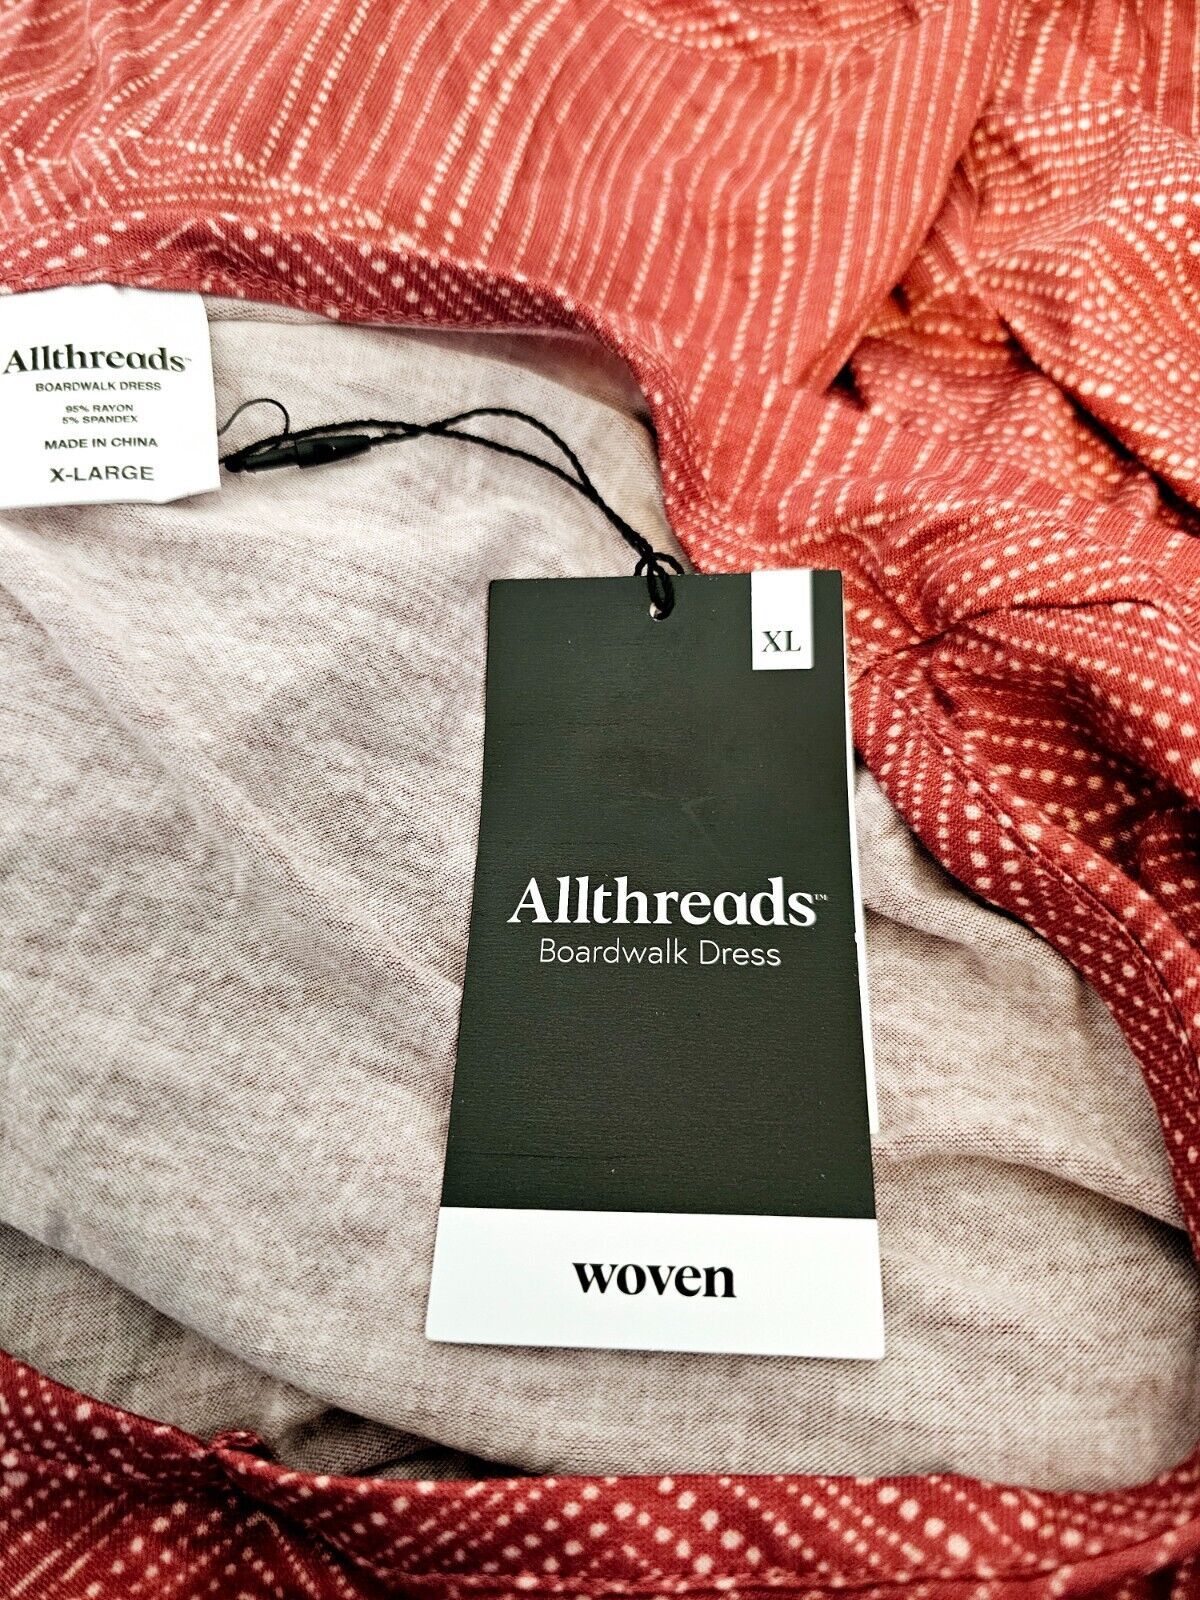 Allthreads™
BOARDWALK DRESS
95% RAYON
5% SPANDEX
MADE IN CHINA
X-LARGE
XL
Allthreads™
Boardwalk Dress
woven